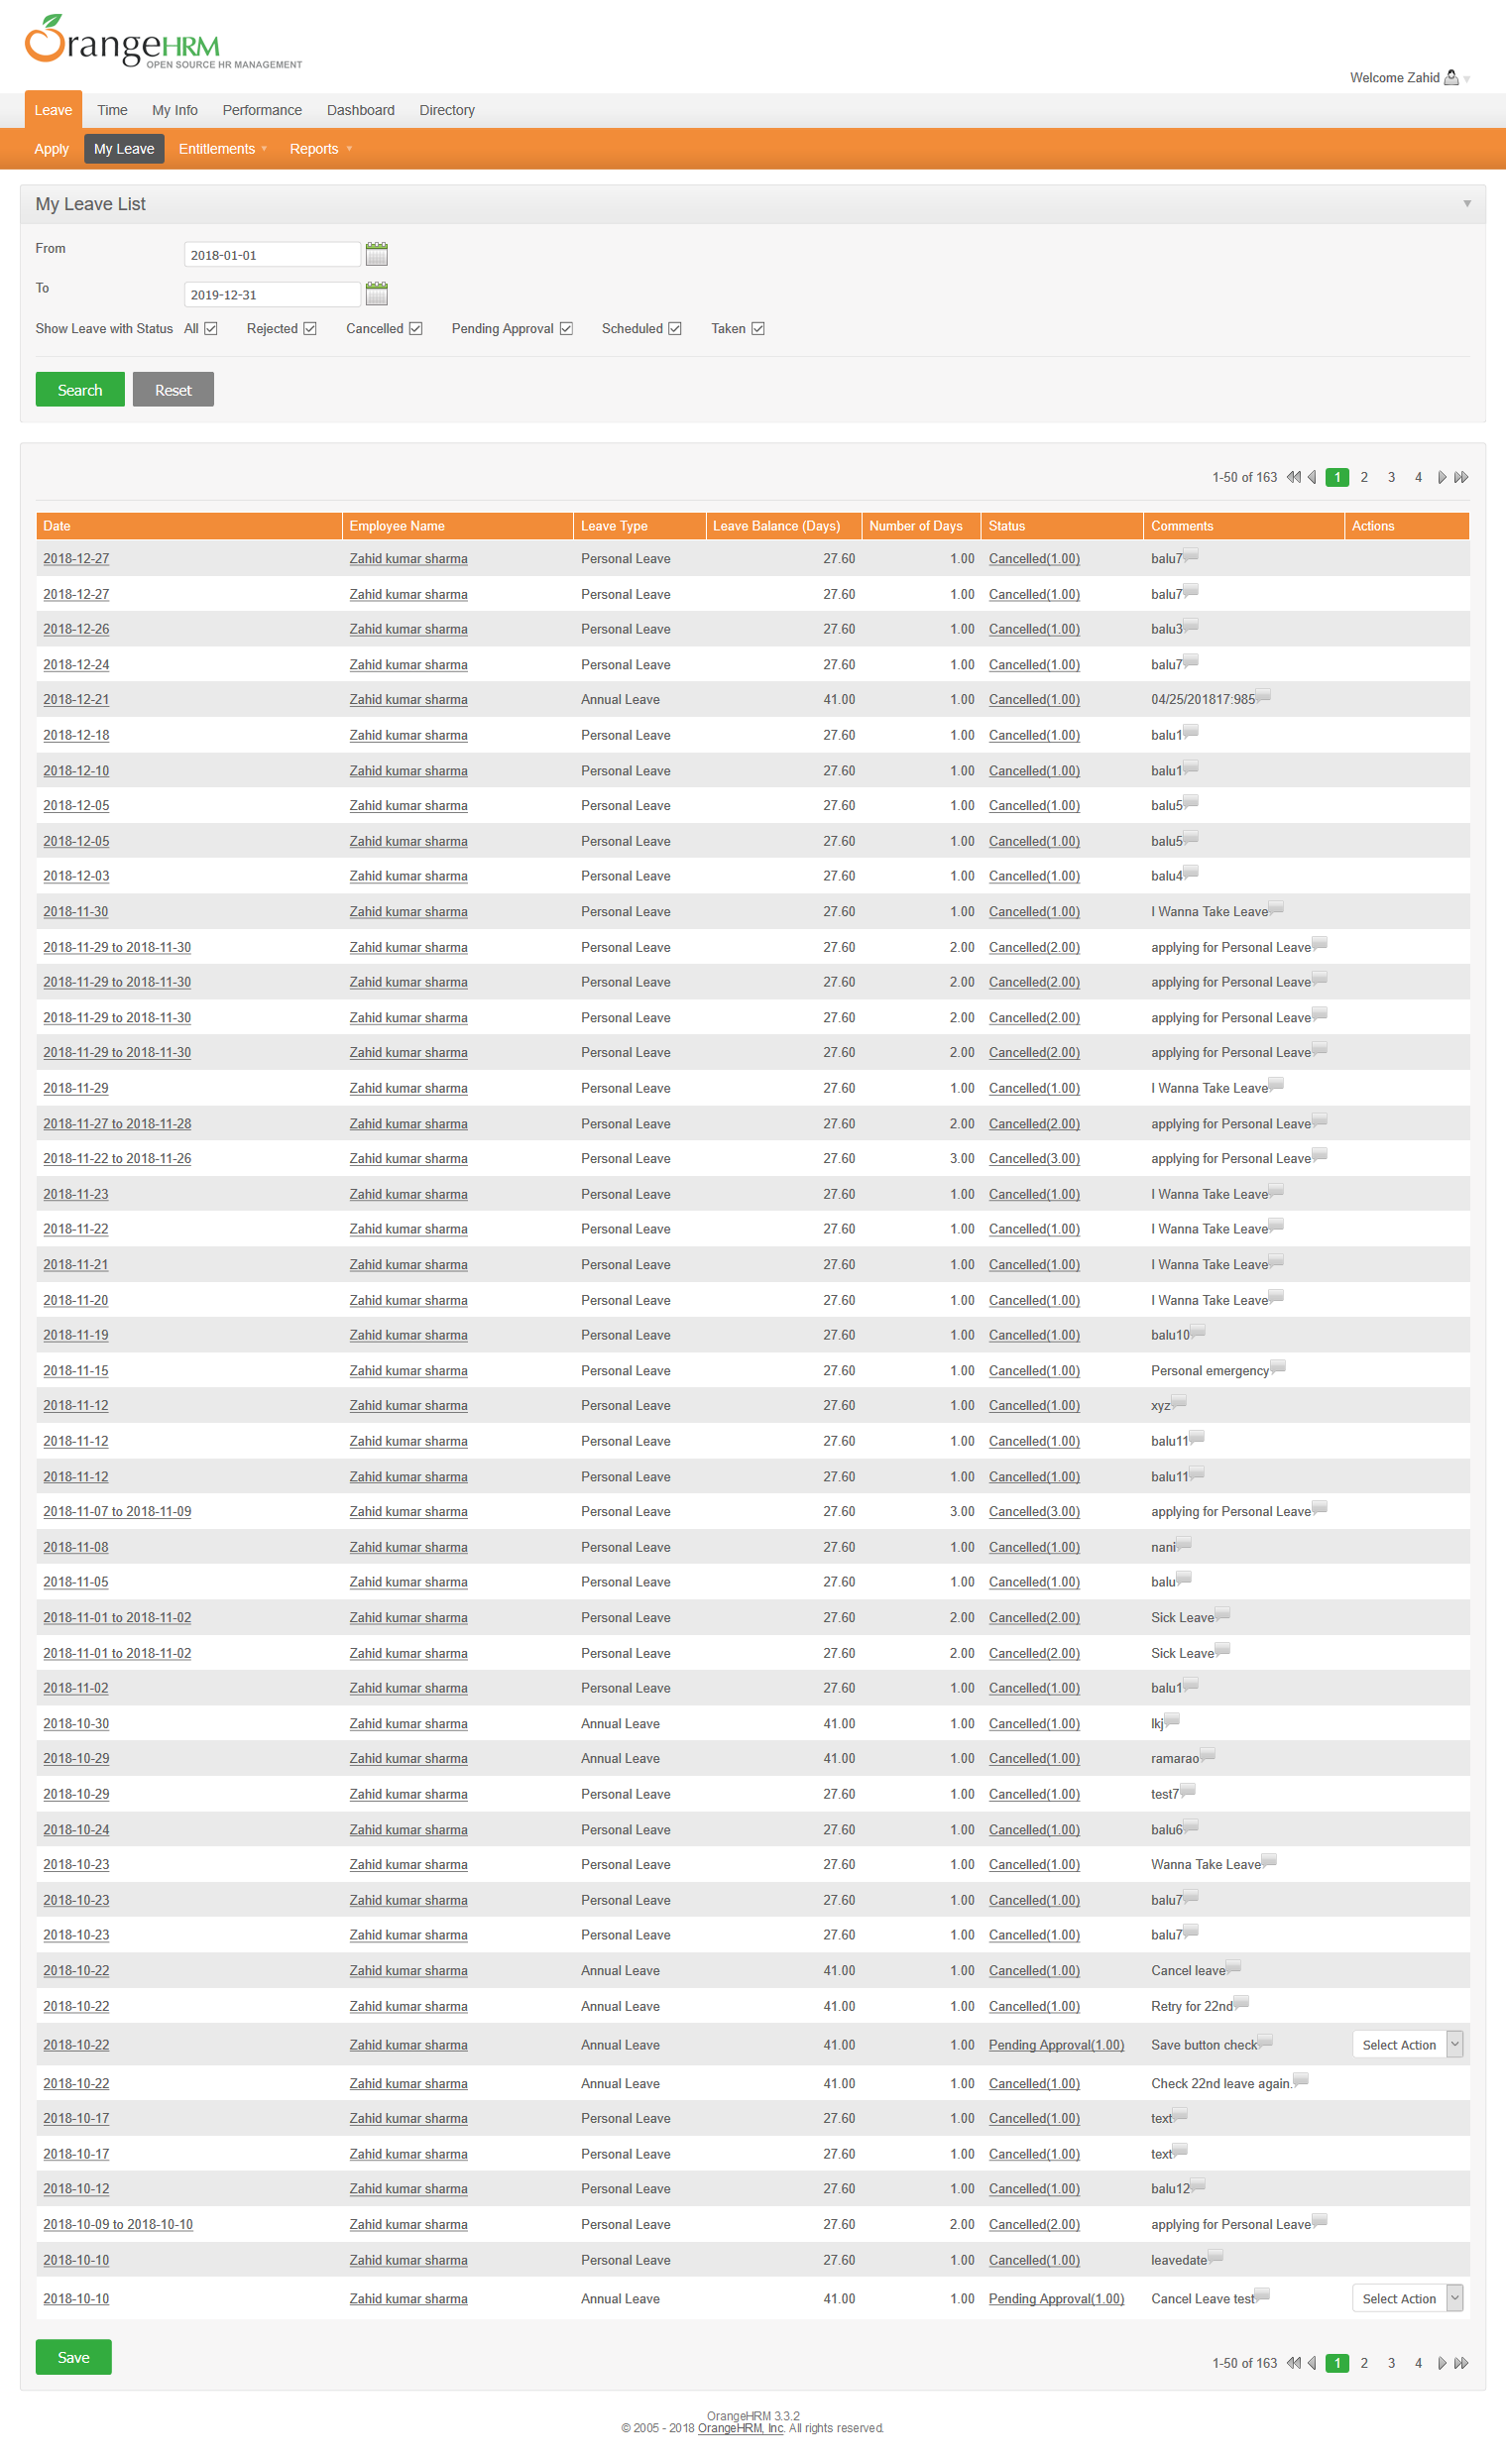 OrangeHRM
OPEN SOURCE HR MANAGEMENT
Welcome Zahid
Leave Time My Info Performance Dashboard Directory
Apply My Leave Entitlements Reports
My Leave List
From 2018-01-01
To 2019-12-31
Show Leave with Status All Rejected Cancelled Pending Approval Scheduled Taken
Search Reset
1-50 of 163 1 2 3 4
Date Employee Name Leave Type Leave Balance (Days) Number of Days Status Comments Actions
2018-12-27 Zahid kumar sharma Personal Leave 27.60 1.00 Cancelled(1.00) balu7
2018-12-27 Zahid kumar sharma Personal Leave 27.60 1.00 Cancelled(1.00) balu7
2018-12-26 Zahid kumar sharma Personal Leave 27.60 1.00 Cancelled(1.00) balu3
2018-12-24 Zahid kumar sharma Personal Leave 27.60 1.00 Cancelled(1.00) balu7
2018-12-21 Zahid kumar sharma Annual Leave 41.00 1.00 Cancelled(1.00) 04/25/201817:985
2018-12-18 Zahid kumar sharma Personal Leave 27.60 1.00 Cancelled(1.00) balu1
2018-12-10 Zahid kumar sharma Personal Leave 27.60 1.00 Cancelled(1.00) balu1
2018-12-05 Zahid kumar sharma Personal Leave 27.60 1.00 Cancelled(1.00) balu5
2018-12-05 Zahid kumar sharma Personal Leave 27.60 1.00 Cancelled(1.00) balu5
2018-12-03 Zahid kumar sharma Personal Leave 27.60 1.00 Cancelled(1.00) balu4
2018-11-30 Zahid kumar sharma Personal Leave 27.60 1.00 Cancelled(1.00) I Wanna Take Leave
2018-11-29 to 2018-11-30 Zahid kumar sharma Personal Leave 27.60 2.00 Cancelled(2.00) applying for Personal Leave
2018-11-29 to 2018-11-30 Zahid kumar sharma Personal Leave 27.60 2.00 Cancelled(2.00) applying for Personal Leave
2018-11-29 to 2018-11-30 Zahid kumar sharma Personal Leave 27.60 2.00 Cancelled(2.00) applying for Personal Leave
2018-11-29 to 2018-11-30 Zahid kumar sharma Personal Leave 27.60 2.00 Cancelled(2.00) applying for Personal Leave
2018-11-29 Zahid kumar sharma Personal Leave 27.60 1.00 Cancelled(1.00) I Wanna Take Leave
2018-11-27 to 2018-11-28 Zahid kumar sharma Personal Leave 27.60 2.00 Cancelled(2.00) applying for Personal Leave
2018-11-22 to 2018-11-26 Zahid kumar sharma Personal Leave 27.60 3.00 Cancelled(3.00) applying for Personal Leave
2018-11-23 Zahid kumar sharma Personal Leave 27.60 1.00 Cancelled(1.00) I Wanna Take Leave
2018-11-22 Zahid kumar sharma Personal Leave 27.60 1.00 Cancelled(1.00) I Wanna Take Leave
2018-11-21 Zahid kumar sharma Personal Leave 27.60 1.00 Cancelled(1.00) I Wanna Take Leave
2018-11-20 Zahid kumar sharma Personal Leave 27.60 1.00 Cancelled(1.00) I Wanna Take Leave
2018-11-19 Zahid kumar sharma Personal Leave 27.60 1.00 Cancelled(1.00) balu10
2018-11-15 Zahid kumar sharma Personal Leave 27.60 1.00 Cancelled(1.00) Personal emergency
2018-11-12 Zahid kumar sharma Personal Leave 27.60 1.00 Cancelled(1.00) xyz
2018-11-12 Zahid kumar sharma Personal Leave 27.60 1.00 Cancelled(1.00) balu11
2018-11-12 Zahid kumar sharma Personal Leave 27.60 1.00 Cancelled(1.00) balu11
2018-11-07 to 2018-11-09 Zahid kumar sharma Personal Leave 27.60 3.00 Cancelled(3.00) applying for Personal Leave
2018-11-08 Zahid kumar sharma Personal Leave 27.60 1.00 Cancelled(1.00) nani
2018-11-05 Zahid kumar sharma Personal Leave 27.60 1.00 Cancelled(1.00) balu
2018-11-01 to 2018-11-02 Zahid kumar sharma Personal Leave 27.60 2.00 Cancelled(2.00) Sick Leave
2018-11-01 to 2018-11-02 Zahid kumar sharma Personal Leave 27.60 2.00 Cancelled(2.00) Sick Leave
2018-11-02 Zahid kumar sharma Personal Leave 27.60 1.00 Cancelled(1.00) balu1
2018-10-30 Zahid kumar sharma Annual Leave 41.00 1.00 Cancelled(1.00) lkj
2018-10-29 Zahid kumar sharma Annual Leave 41.00 1.00 Cancelled(1.00) ramarao
2018-10-29 Zahid kumar sharma Personal Leave 27.60 1.00 Cancelled(1.00) test7
2018-10-24 Zahid kumar sharma Personal Leave 27.60 1.00 Cancelled(1.00) balu6
2018-10-23 Zahid kumar sharma Personal Leave 27.60 1.00 Cancelled(1.00) Wanna Take Leave
2018-10-23 Zahid kumar sharma Personal Leave 27.60 1.00 Cancelled(1.00) balu7
2018-10-23 Zahid kumar sharma Personal Leave 27.60 1.00 Cancelled(1.00) balu7
2018-10-22 Zahid kumar sharma Annual Leave 41.00 1.00 Cancelled(1.00) Cancel leave
2018-10-22 Zahid kumar sharma Annual Leave 41.00 1.00 Cancelled(1.00) Retry for 22nd
2018-10-22 Zahid kumar sharma Annual Leave 41.00 1.00 Pending Approval(1.00) Save button check Select Action
2018-10-22 Zahid kumar sharma Annual Leave 41.00 1.00 Cancelled(1.00) Check 22nd leave again.
2018-10-17 Zahid kumar sharma Personal Leave 27.60 1.00 Cancelled(1.00) text
2018-10-17 Zahid kumar sharma Personal Leave 27.60 1.00 Cancelled(1.00) text
2018-10-12 Zahid kumar sharma Personal Leave 27.60 1.00 Cancelled(1.00) balu12
2018-10-09 to 2018-10-10 Zahid kumar sharma Personal Leave 27.60 2.00 Cancelled(2.00) applying for Personal Leave
2018-10-10 Zahid kumar sharma Personal Leave 27.60 1.00 Cancelled(1.00) leavedate
2018-10-10 Zahid kumar sharma Annual Leave 41.00 1.00 Pending Approval(1.00) Cancel Leave test Select Action
Save
1-50 of 163 1 2 3 4
OrangeHRM 3.3.2
© 2005 - 2018 OrangeHRM, Inc. All rights reserved.